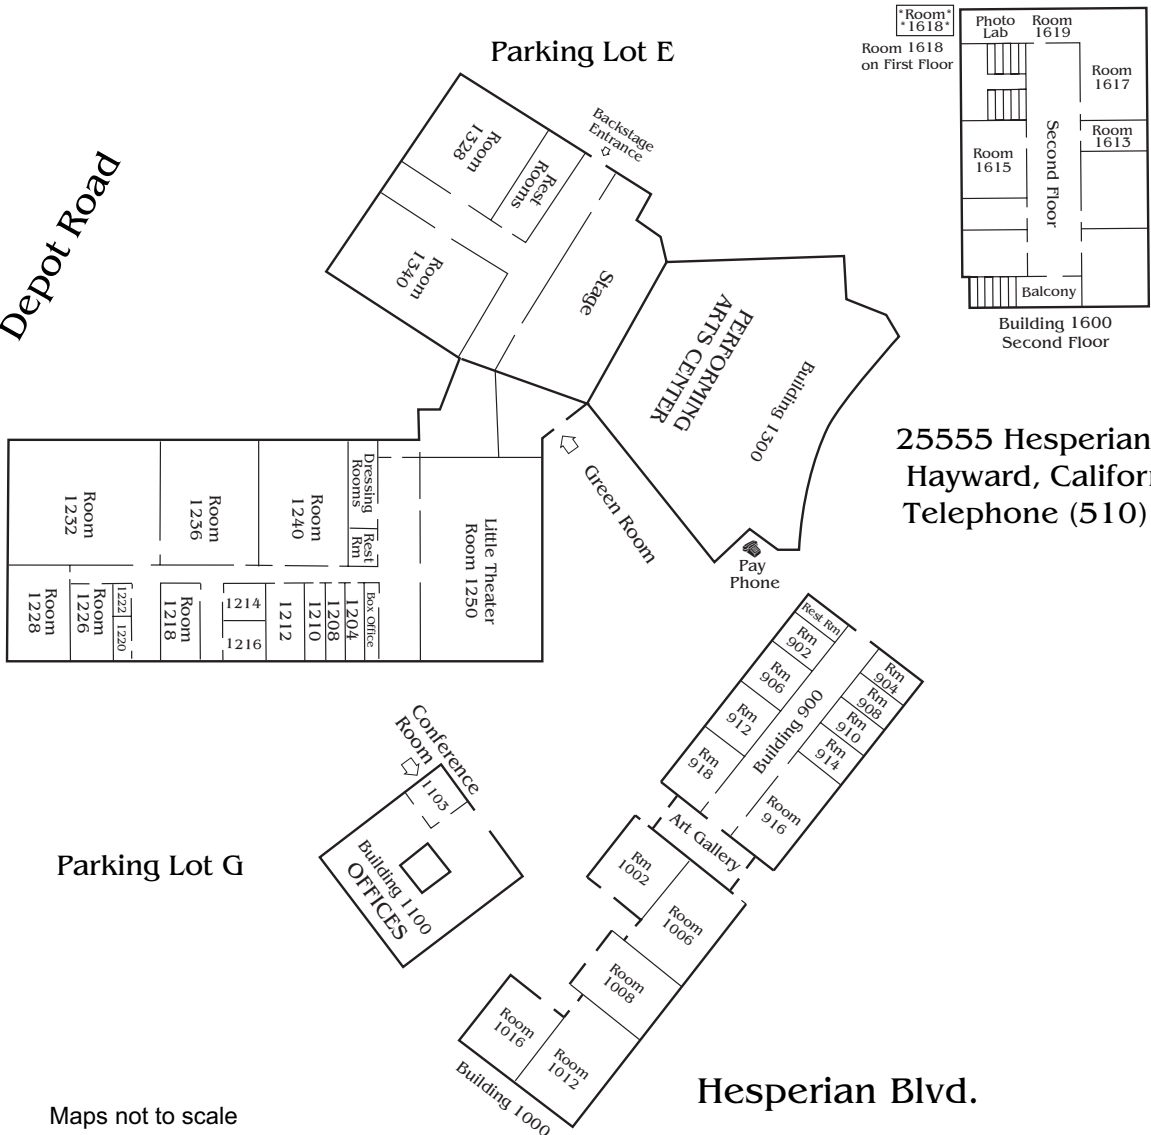 Parking Lot E
*Room*
*1618*
Room 1618
on First Floor
Photo
Lab
Room
1619
Room
1617
Room
1613
Room
1615
Second Floor
Balcony
Building 1600
Second Floor
Depot Road
Backstage
Entrance
Room
1328
Rest
Rooms
Room
1340
Stage
PERFORMING
ARTS CENTER
Building 1300
25555 Hesperian
Hayward, Califor
Telephone (510)
Green Room
Pay
Phone
Room
1232
Room
1236
Room
1240
Dressing
Rooms
Rest
Rm
Little Theater
Room 1250
Room
1228
Room
1226
1222
1220
Room
1218
1214
1216
1212
1210
1208
1204
Box Office
Rest Rm
Rm
902
Rm
906
Rm
912
Rm
918
Building 900
Rm
904
Rm
908
Rm
910
Rm
914
Room
916
Art Gallery
Conference
Room
1103
Building 1100
OFFICES
Parking Lot G
Rm
1002
Room
1006
Room
1008
Room
1016
Room
1012
Building 1000
Hesperian Blvd.
Maps not to scale